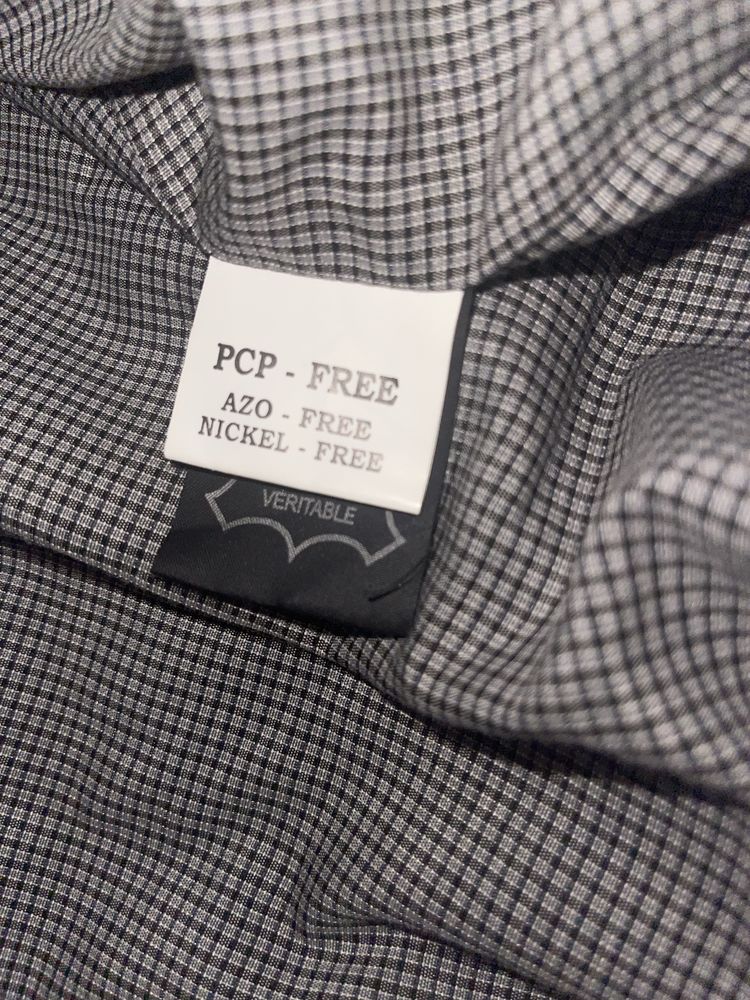 PCP - FREE
AZO - FREE
NICKEL - FREE
VERITABLE